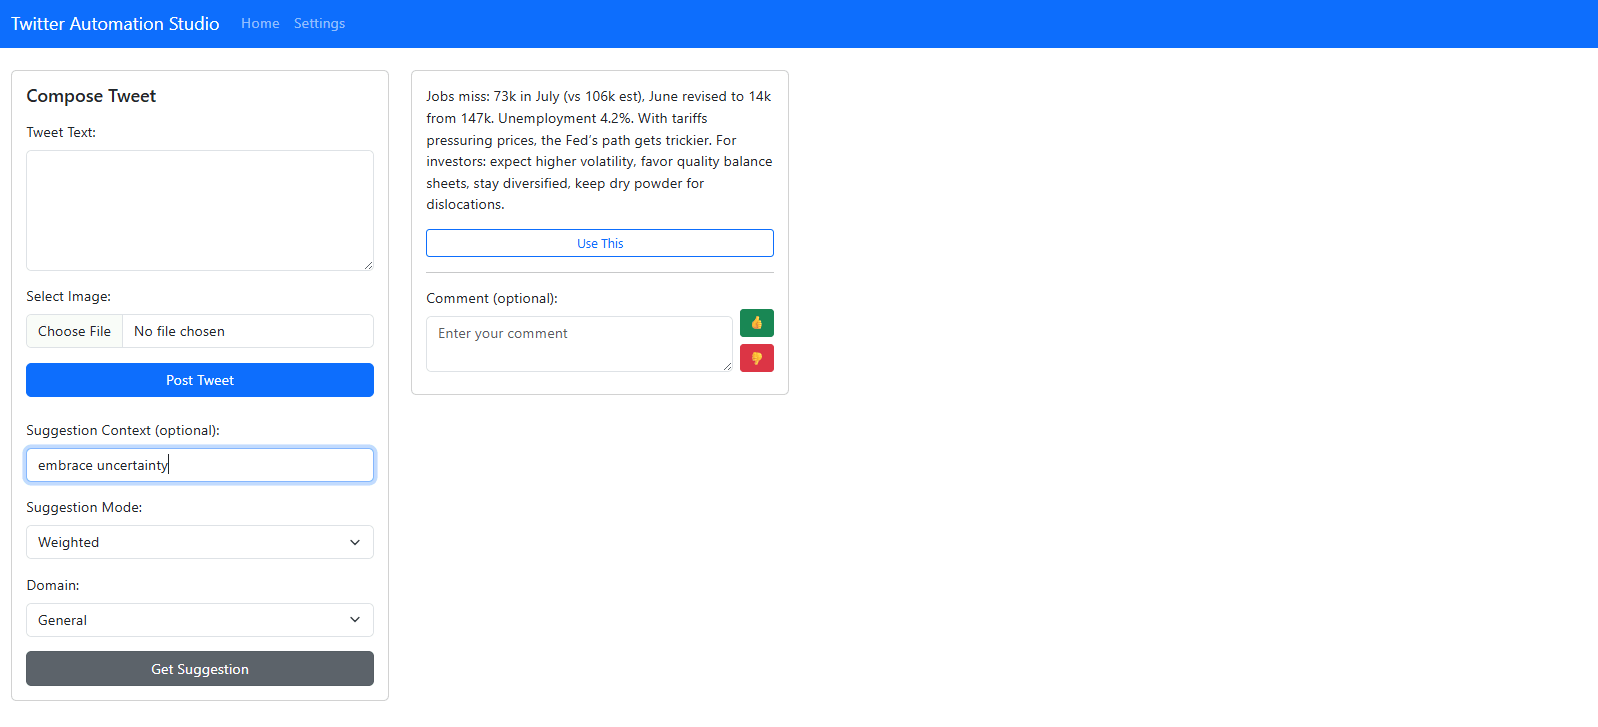 Twitter Automation Studio Home Settings
Compose Tweet
Tweet Text:
Select Image:
Choose File No file chosen
Post Tweet
Suggestion Context (optional):
embrace uncertainty
Suggestion Mode:
Weighted
Domain:
General
Get Suggestion
Jobs miss: 73k in July (vs 106k est), June revised to 14k
from 147k. Unemployment 4.2%. With tariffs
pressuring prices, the Fed’s path gets trickier. For
investors: expect higher volatility, favor quality balance
sheets, stay diversified, keep dry powder for
dislocations.
Use This
Comment (optional):
Enter your comment